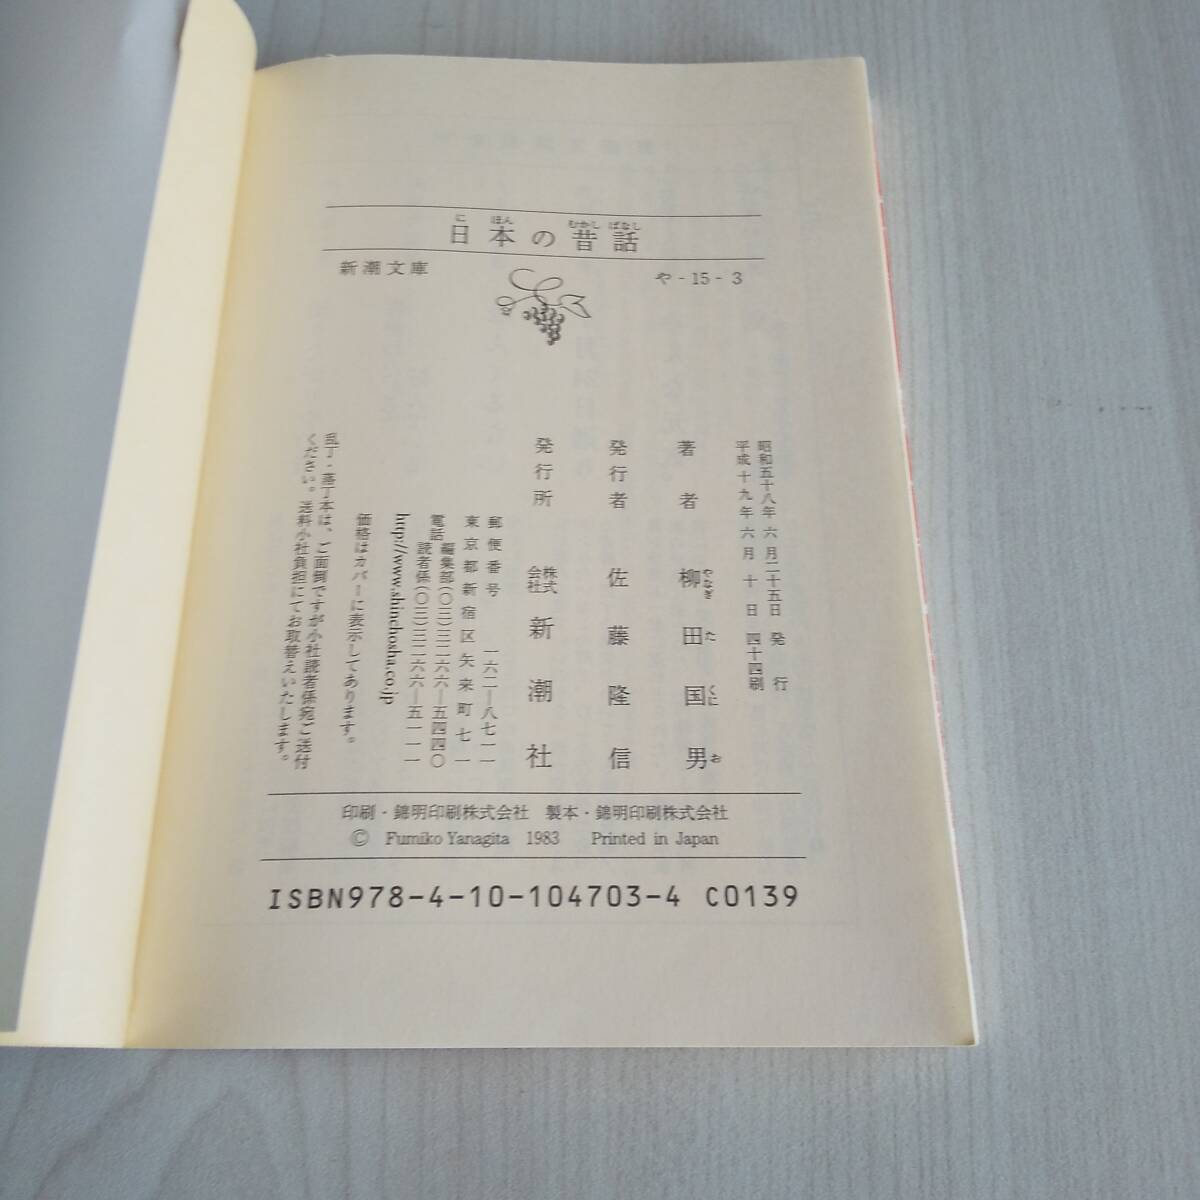 日本の昔話
にほん むかしばなし
新潮文庫
や-15-3
昭和五十八年六月二十五日 発行
平成十九年六月十日 四十四刷
著者 柳田国男
やなぎ た くに お
発行者 佐藤隆信
発行所 株式会社 新潮社
郵便番号 一六二―八七一一
東京都新宿区矢来町七一
電話 編集部(〇三)三二六六―五四四〇
読者係(〇三)三二六六―五一一一
http://www.shinchosha.co.jp
価格はカバーに表示してあります。
乱丁・落丁本は、ご面倒ですが小社読者係宛ご送付
ください。送料小社負担にてお取替えいたします。
印刷・錦明印刷株式会社 製本・錦明印刷株式会社
© Fumiko Yanagita 1983 Printed in Japan
ISBN978-4-10-104703-4 C0139